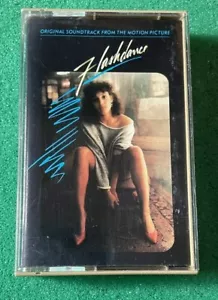 ORIGINAL SOUNDTRACK FROM THE MOTION PICTURE
Flashdance